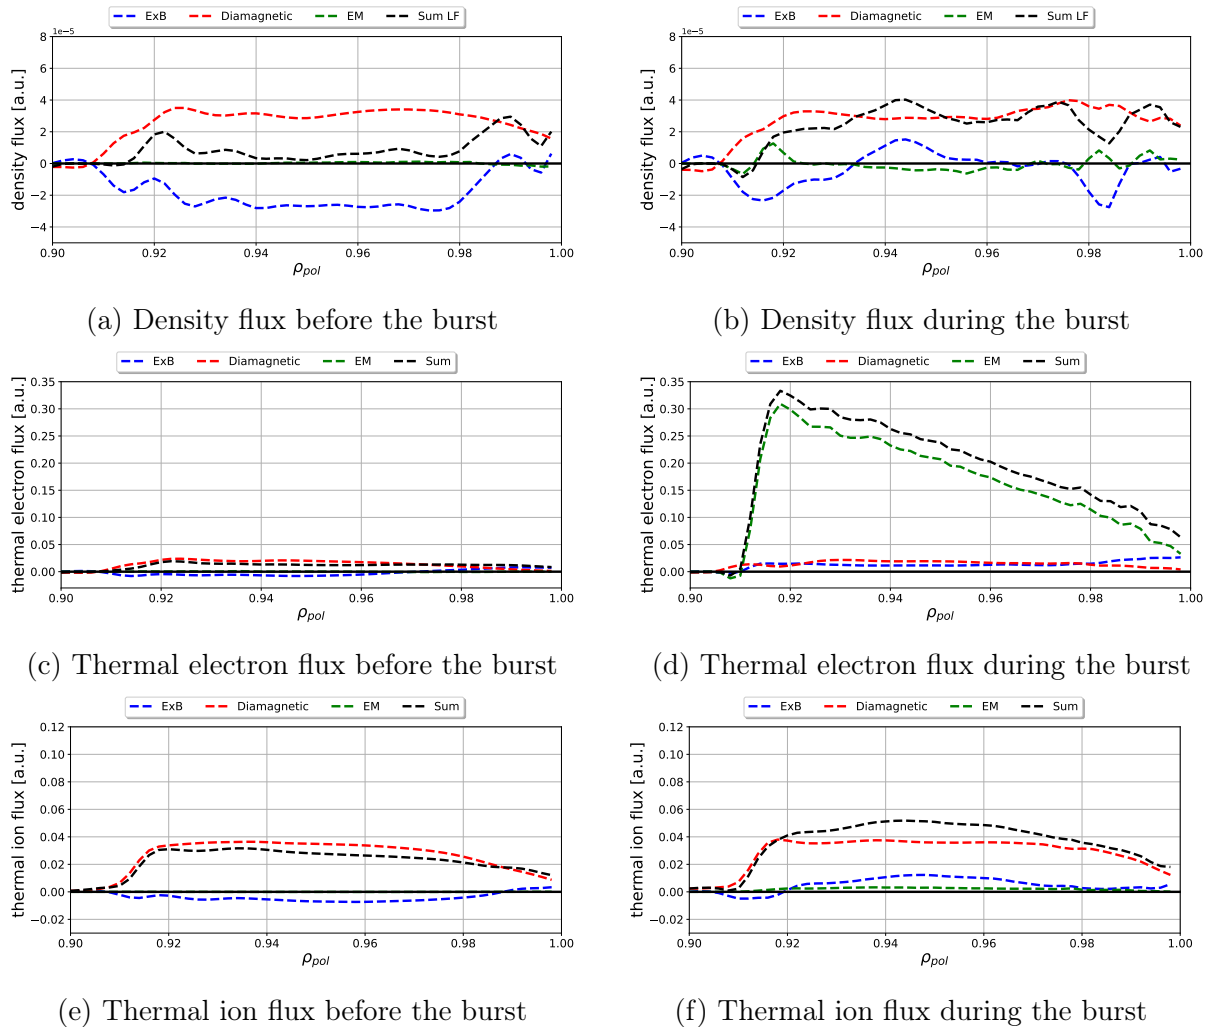 ExB Diamagnetic EM Sum LF
1e−5
8
6
4
2
0
−2
−4
density flux [a.u.]
0.90 0.92 0.94 0.96 0.98 1.00
ρpol
(a) Density flux before the burst
ExB Diamagnetic EM Sum LF
1e−5
8
6
4
2
0
−2
−4
density flux [a.u.]
0.90 0.92 0.94 0.96 0.98 1.00
ρpol
(b) Density flux during the burst
ExB Diamagnetic EM Sum
0.35
0.30
0.25
0.20
0.15
0.10
0.05
0.00
thermal electron flux [a.u.]
0.90 0.92 0.94 0.96 0.98 1.00
ρpol
(c) Thermal electron flux before the burst
ExB Diamagnetic EM Sum
0.35
0.30
0.25
0.20
0.15
0.10
0.05
0.00
thermal electron flux [a.u.]
0.90 0.92 0.94 0.96 0.98 1.00
ρpol
(d) Thermal electron flux during the burst
ExB Diamagnetic EM Sum
0.12
0.10
0.08
0.06
0.04
0.02
0.00
−0.02
thermal ion flux [a.u.]
0.90 0.92 0.94 0.96 0.98 1.00
ρpol
(e) Thermal ion flux before the burst
ExB Diamagnetic EM Sum
0.12
0.10
0.08
0.06
0.04
0.02
0.00
−0.02
thermal ion flux [a.u.]
0.90 0.92 0.94 0.96 0.98 1.00
ρpol
(f) Thermal ion flux during the burst